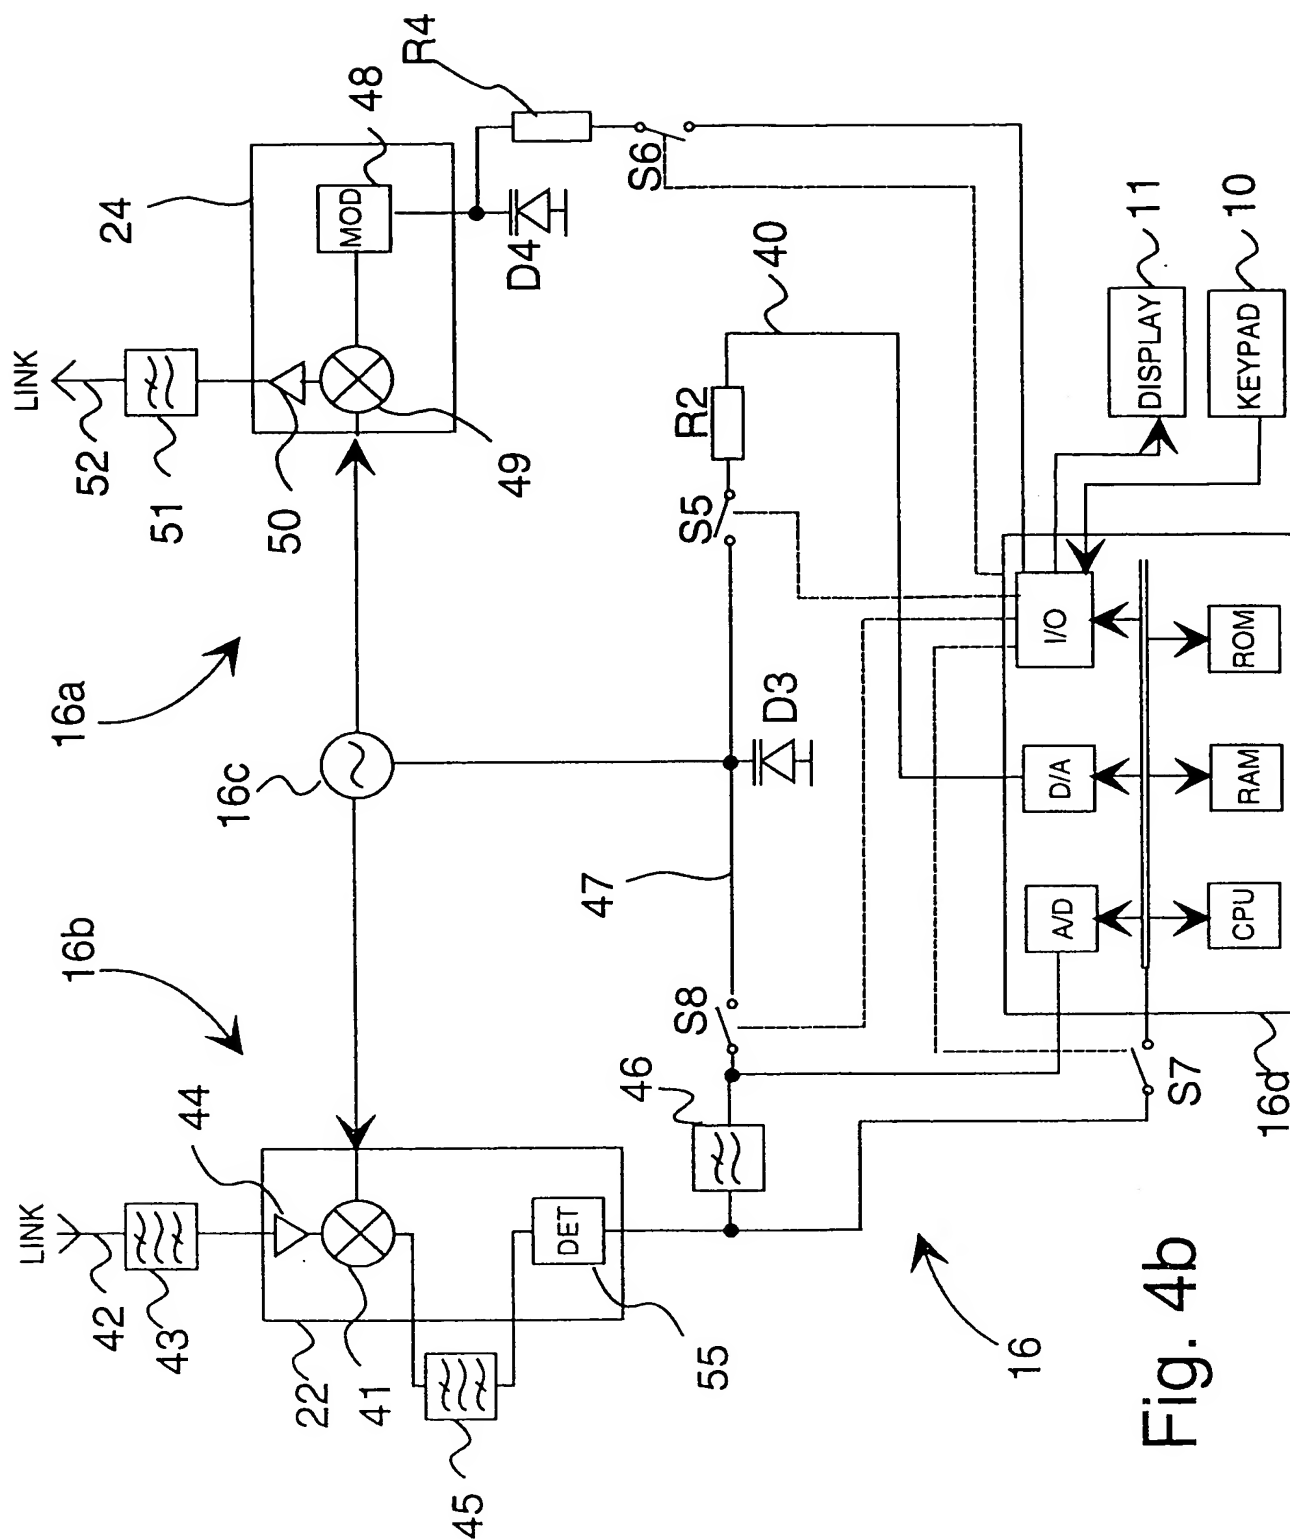 LINK
42
43
44
22
41
45
55
16b
16c
16a
LINK
52
51
50
49
24
48
MOD
R4
D4
S6
DET
46
S8
47
D3
S5
R2
40
16
S7
16d
A/D
D/A
I/O
CPU
RAM
ROM
DISPLAY
11
KEYPAD
10
Fig. 4b